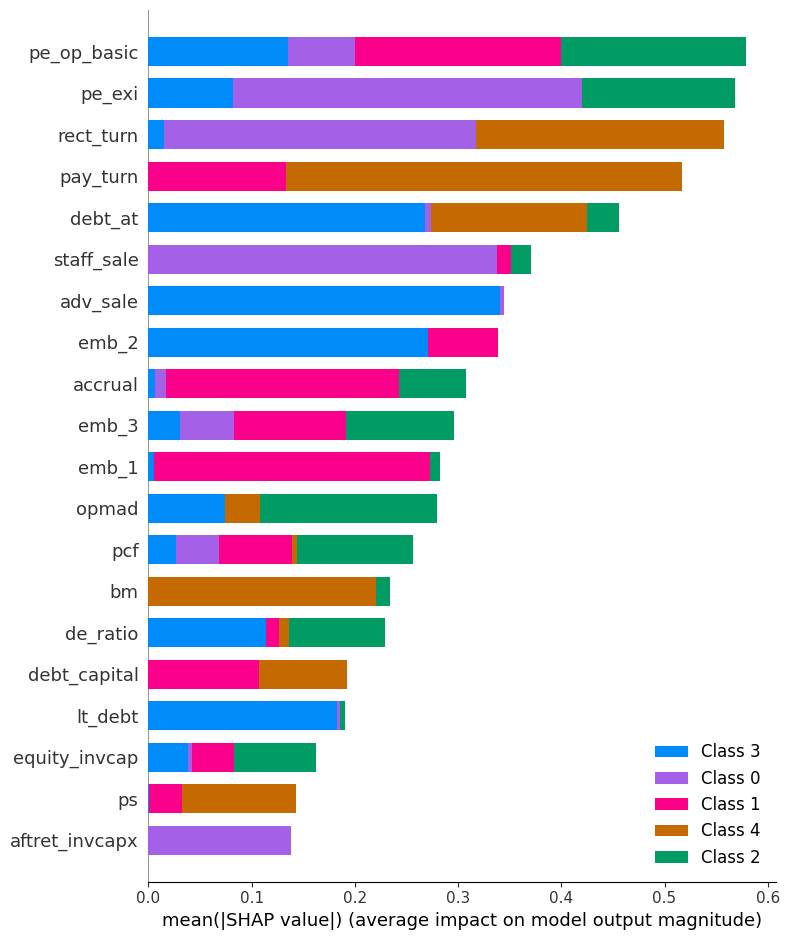 pe_op_basic
pe_exi
rect_turn
pay_turn
debt_at
staff_sale
adv_sale
emb_2
accrual
emb_3
emb_1
opmad
pcf
bm
de_ratio
debt_capital
lt_debt
equity_invcap
ps
aftret_invcapx
Class 3
Class 0
Class 1
Class 4
Class 2
0.0 0.1 0.2 0.3 0.4 0.5 0.6
mean(|SHAP value|) (average impact on model output magnitude)